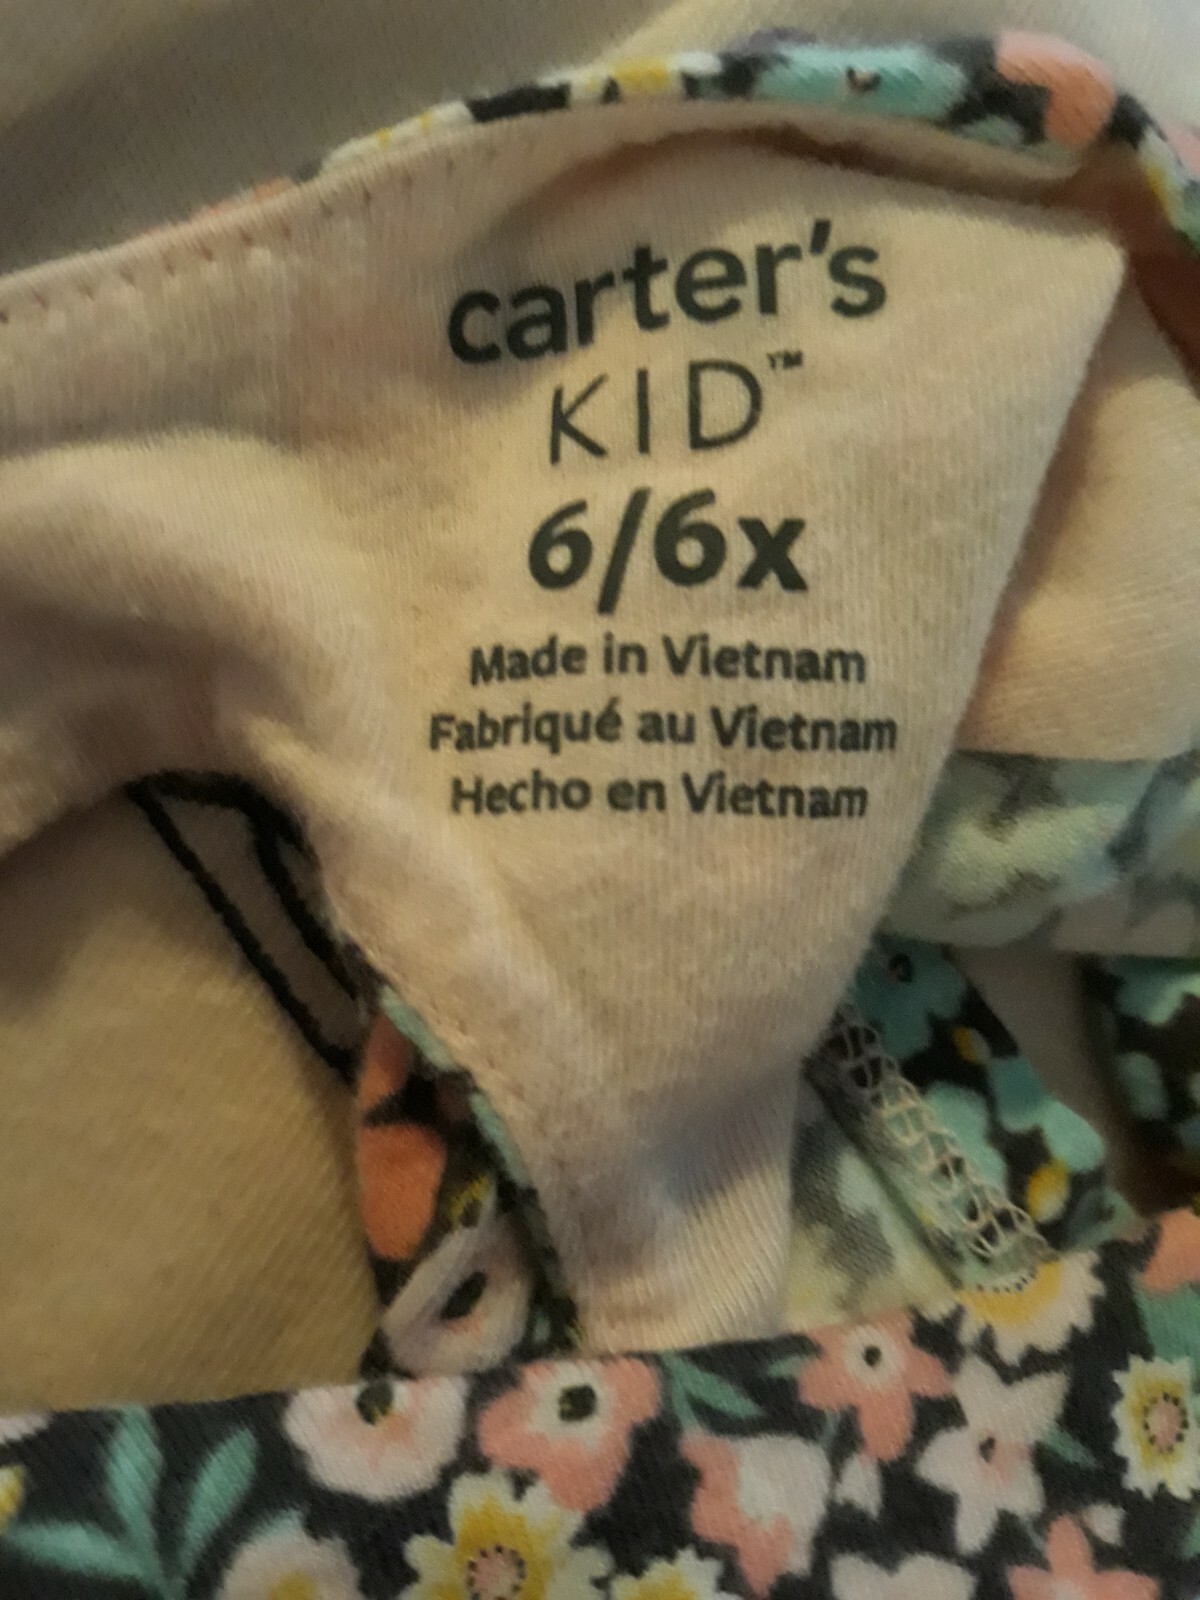 carter's
KID™
6/6x
Made in Vietnam
Fabriqué au Vietnam
Hecho en Vietnam